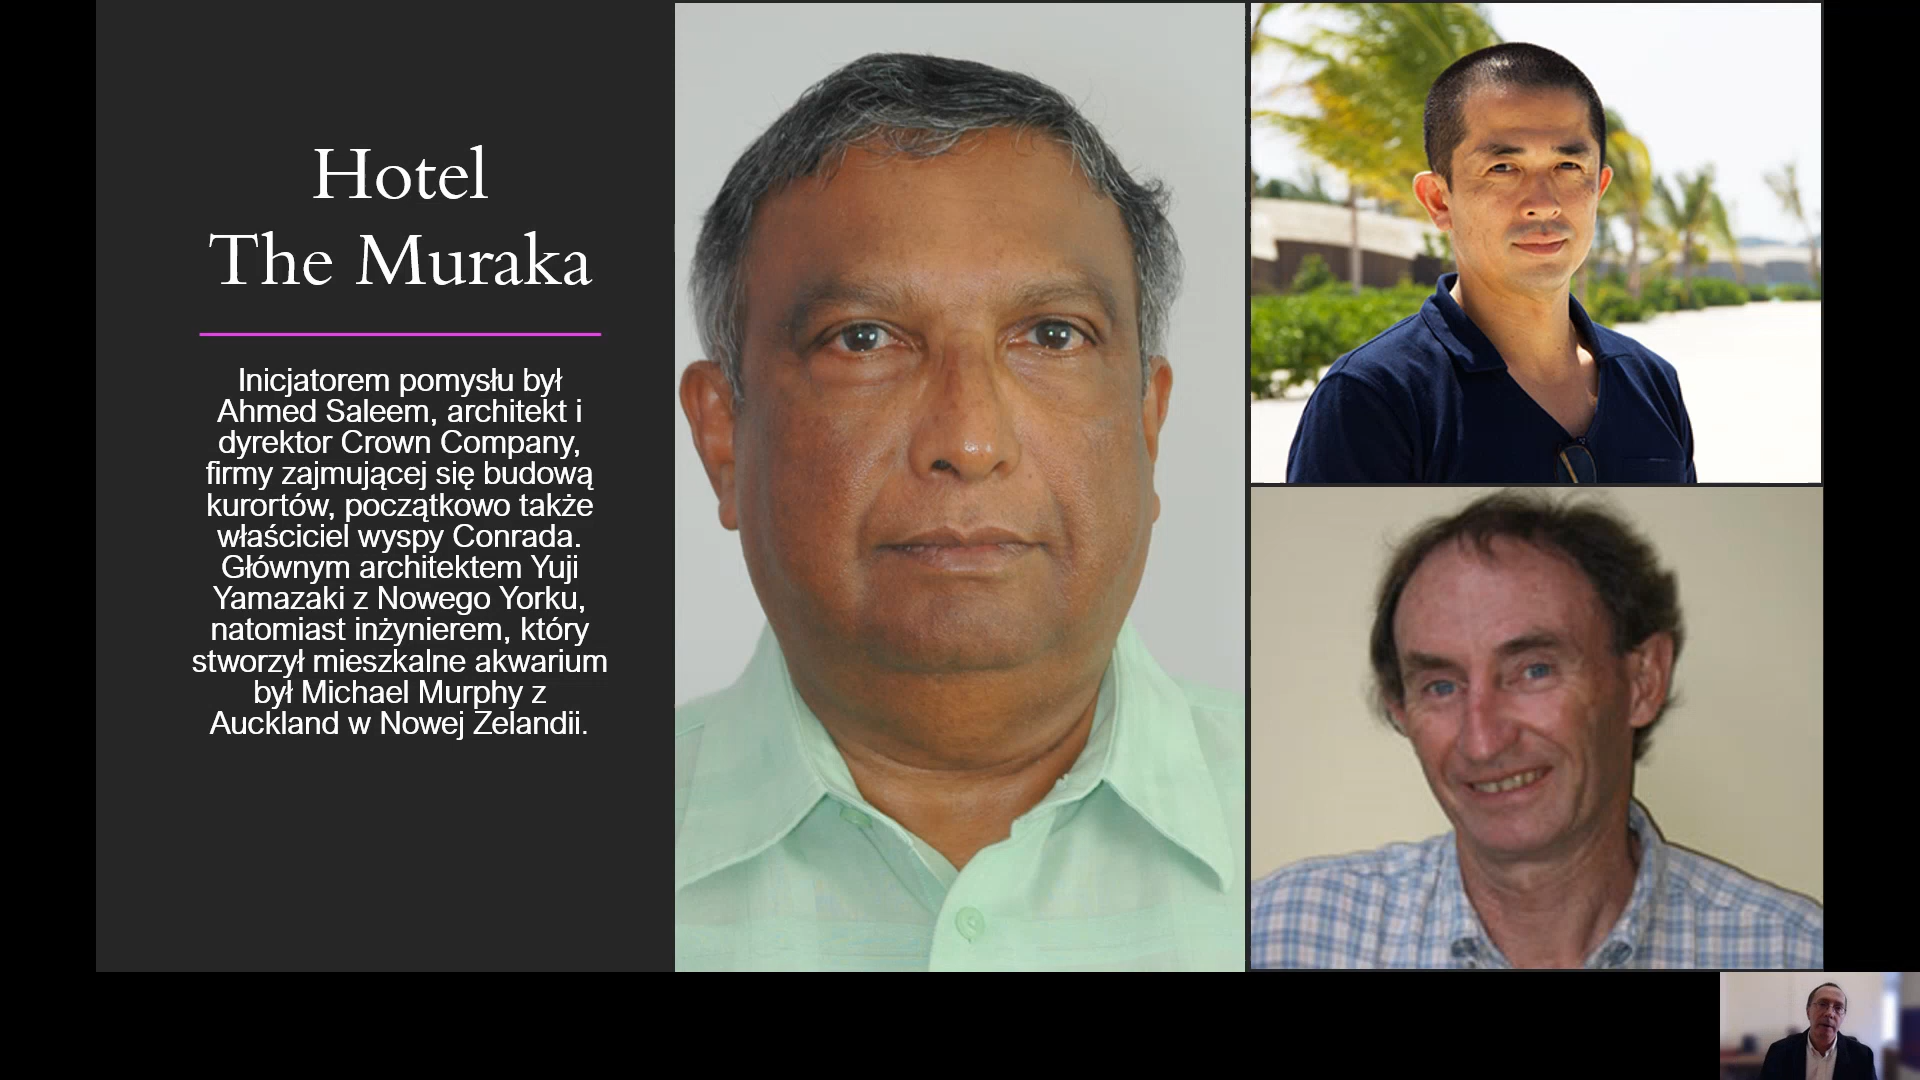 Hotel
The Muraka
Inicjatorem pomysłu był
Ahmed Saleem, architekt i
dyrektor Crown Company,
firmy zajmującej się budową
kurortów, początkowo także
właściciel wyspy Conrada.
Głównym architektem Yuji
Yamazaki z Nowego Yorku,
natomiast inżynierem, który
stworzył mieszkalne akwarium
był Michael Murphy z
Auckland w Nowej Zelandii.